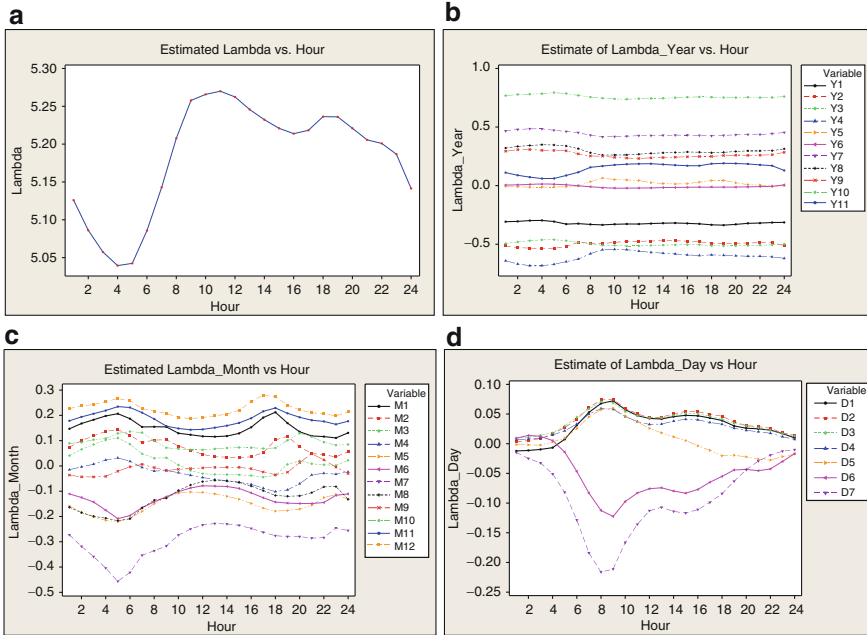 a
Estimated Lambda vs. Hour
5.30
5.25
5.20
5.15
5.10
5.05
Lambda
2 4 6 8 10 12 14 16 18 20 22 24
Hour
b
Estimate of Lambda_Year vs. Hour
1.0
0.5
0.0
−0.5
Lambda_Year
2 4 6 8 10 12 14 16 18 20 22 24
Hour
Variable
Y1
Y2
Y3
Y4
Y5
Y6
Y7
Y8
Y9
Y10
Y11
c
Estimated Lambda_Month vs Hour
0.3
0.2
0.1
0.0
−0.1
−0.2
−0.3
−0.4
−0.5
Lambda_Month
2 4 6 8 10 12 14 16 18 20 22 24
Hour
Variable
M1
M2
M3
M4
M5
M6
M7
M8
M9
M10
M11
M12
d
Estimate of Lambda_Day vs Hour
0.10
0.05
0.00
−0.05
−0.10
−0.15
−0.20
−0.25
Lambda_Day
2 4 6 8 10 12 14 16 18 20 22 24
Hour
Variable
D1
D2
D3
D4
D5
D6
D7